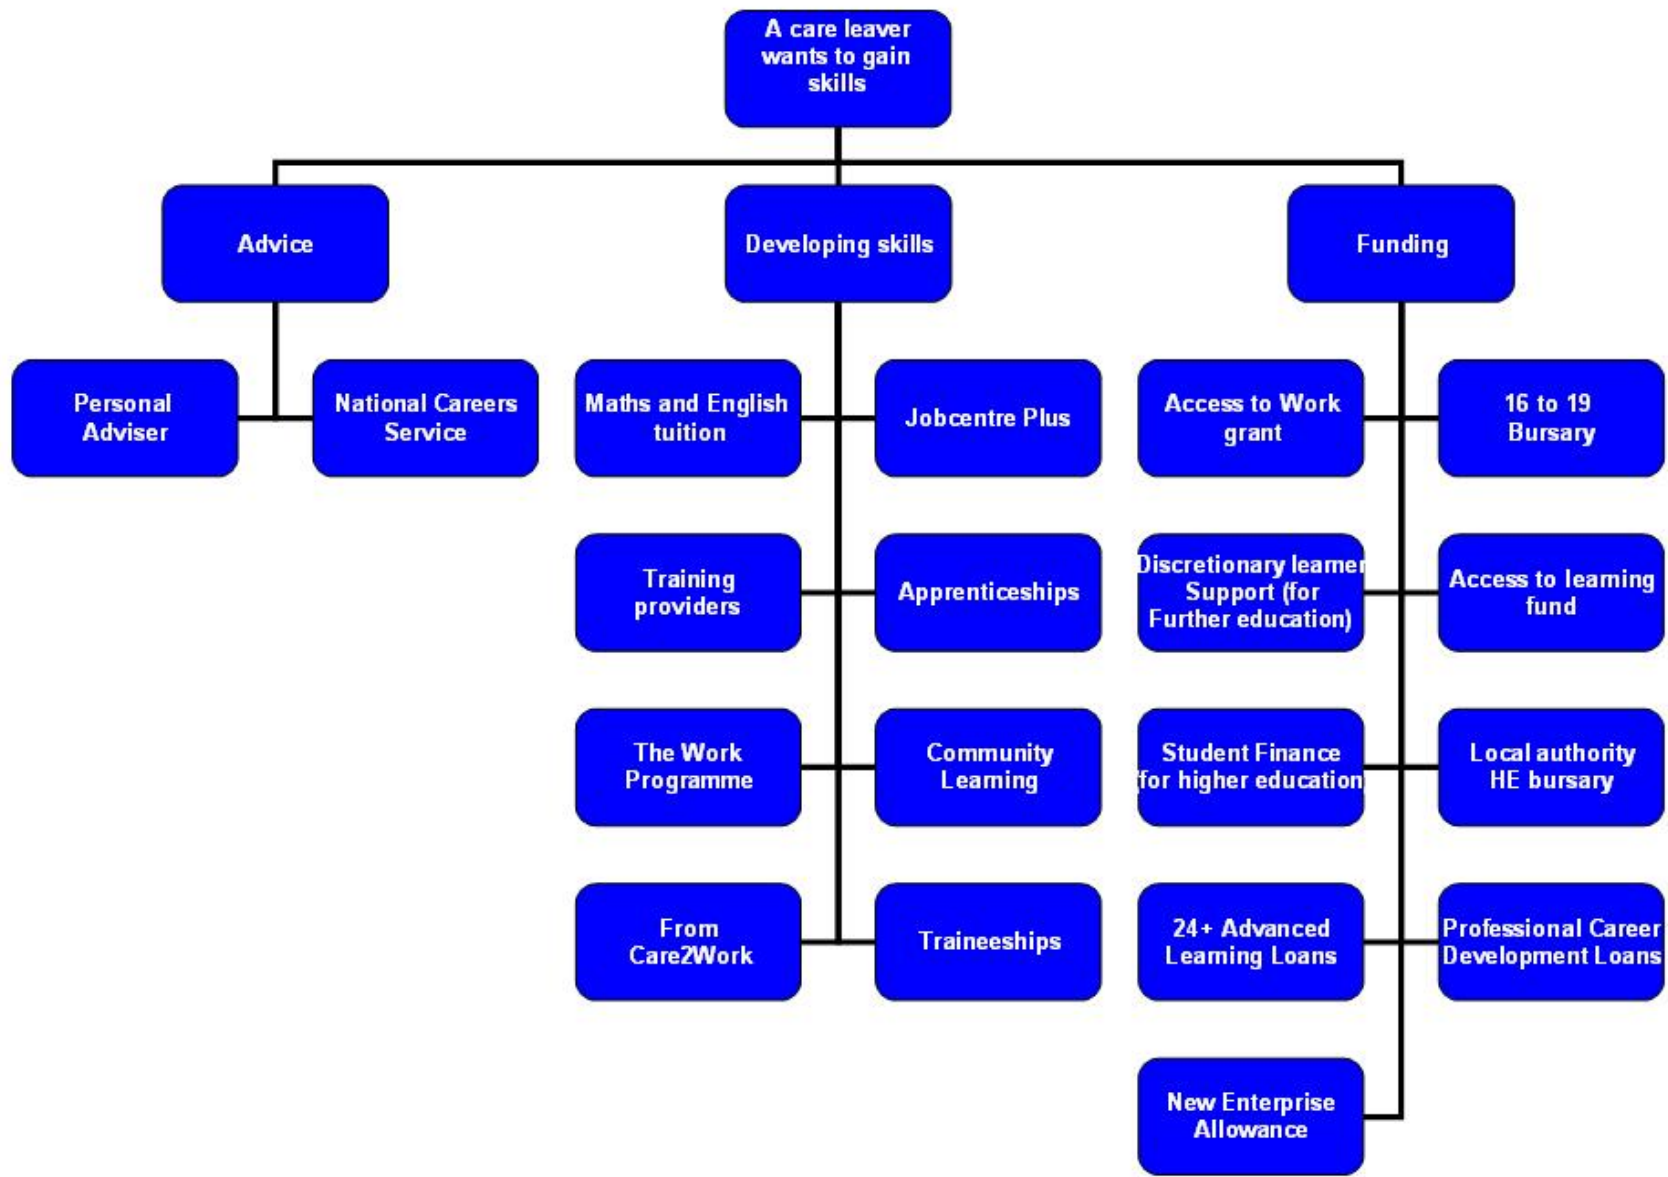 A care leaver
wants to gain
skills
Advice
Developing skills
Funding
Personal
Adviser
National Careers
Service
Maths and English
tuition
Jobcentre Plus
Access to Work
grant
16 to 19
Bursary
Training
providers
Apprenticeships
Discretionary learner
Support (for
Further education)
Access to learning
fund
The Work
Programme
Community
Learning
Student Finance
(for higher education)
Local authority
HE bursary
From
Care2Work
Traineeships
24+ Advanced
Learning Loans
Professional Career
Development Loans
New Enterprise
Allowance